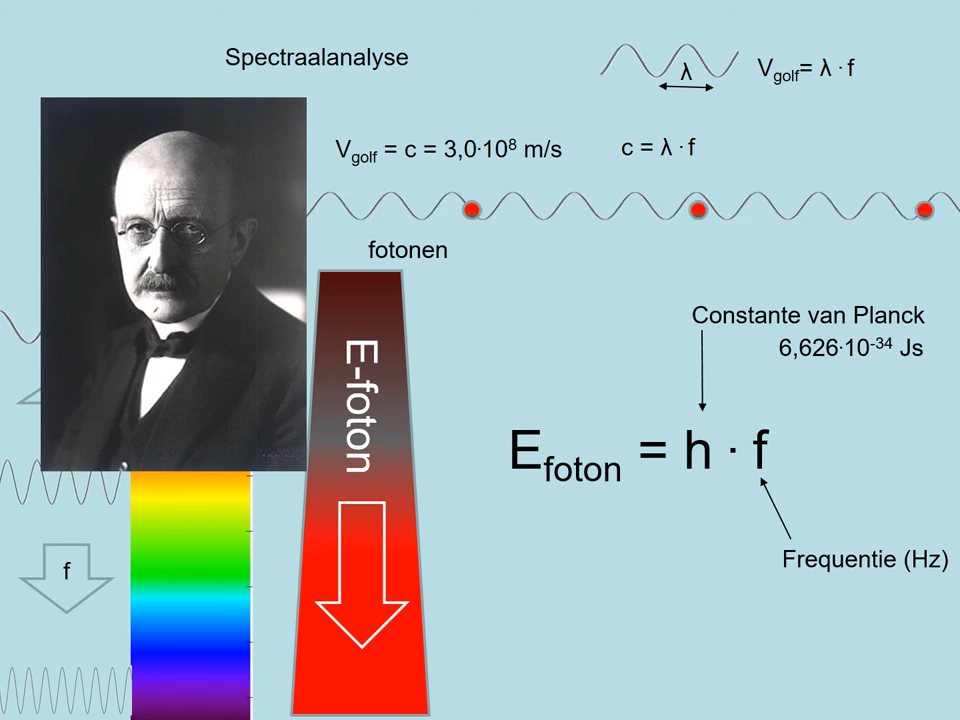 Spectraalanalyse
λ
Vgolf= λ · f
Vgolf = c = 3,0·10⁸ m/s
c = λ · f
fotonen
Constante van Planck
6,626·10⁻³⁴ Js
E-foton
Efoton = h · f
f
Frequentie (Hz)